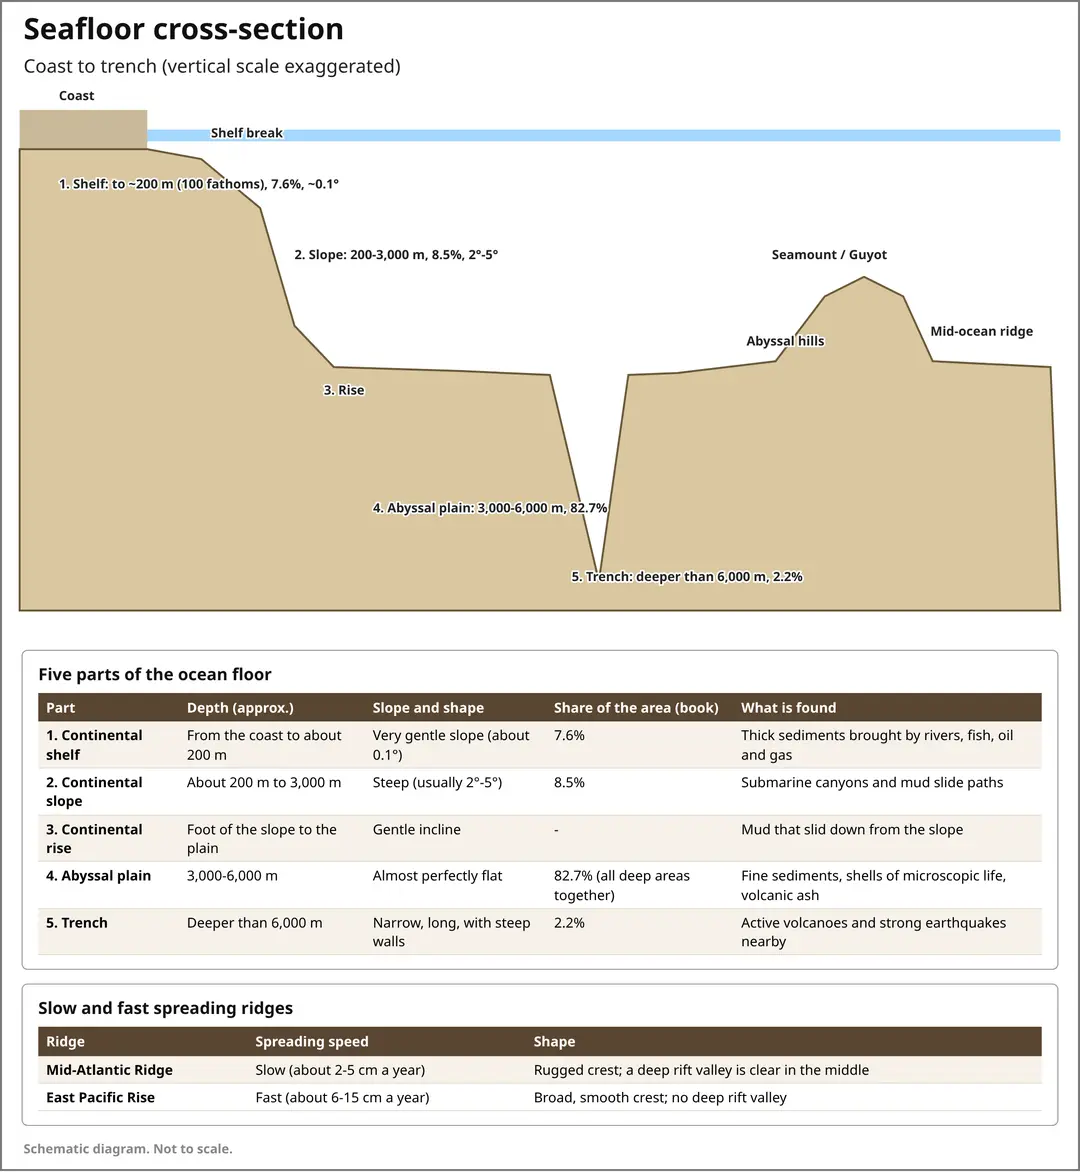 Seafloor cross-section
Coast to trench (vertical scale exaggerated)
Coast
Shelf break
1. Shelf: to ~200 m (100 fathoms), 7.6%, ~0.1°
2. Slope: 200-3,000 m, 8.5%, 2°-5°
Seamount / Guyot
Mid-ocean ridge
Abyssal hills
3. Rise
4. Abyssal plain: 3,000-6,000 m, 82.7%
5. Trench: deeper than 6,000 m, 2.2%
Five parts of the ocean floor
Part Depth (approx.) Slope and shape Share of the area (book) What is found
1. Continental From the coast to about Very gentle slope (about 7.6% Thick sediments brought by rivers, fish, oil
shelf 200 m 0.1°) and gas
2. Continental About 200 m to 3,000 m Steep (usually 2°-5°) 8.5% Submarine canyons and mud slide paths
slope
3. Continental Foot of the slope to the Gentle incline - Mud that slid down from the slope
rise plain
4. Abyssal plain 3,000-6,000 m Almost perfectly flat 82.7% (all deep areas Fine sediments, shells of microscopic life,
together) volcanic ash
5. Trench Deeper than 6,000 m Narrow, long, with steep 2.2% Active volcanoes and strong earthquakes
walls nearby
Slow and fast spreading ridges
Ridge Spreading speed Shape
Mid-Atlantic Ridge Slow (about 2-5 cm a year) Rugged crest; a deep rift valley is clear in the middle
East Pacific Rise Fast (about 6-15 cm a year) Broad, smooth crest; no deep rift valley
Schematic diagram. Not to scale.